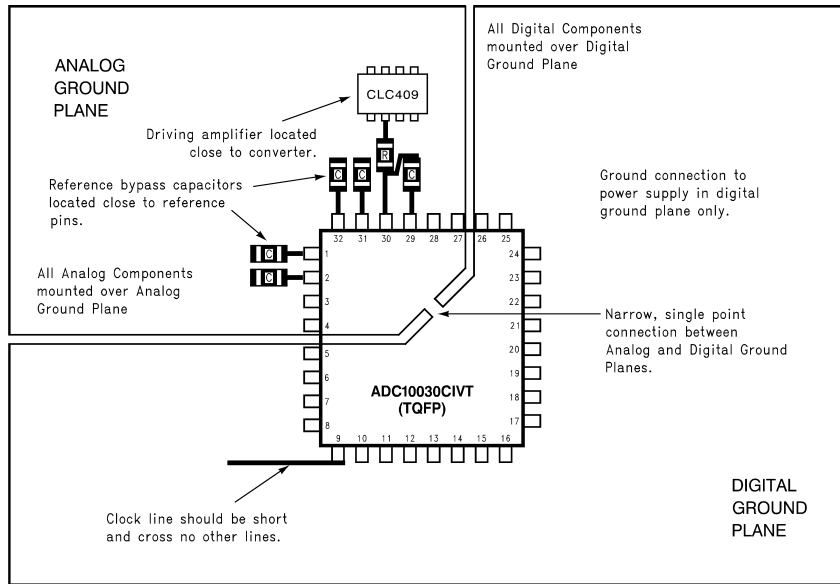 All Digital Components
mounted over Digital
Ground Plane
ANALOG
GROUND
PLANE
CLC409
Driving amplifier located
close to converter.
R
C
C
C
Reference bypass capacitors
located close to reference
pins.
Ground connection to
power supply in digital
ground plane only.
32 31 30 29 28 27 26 25
C
1
C
2
3
4
5
6
7
8
24
23
22
21
20
19
18
17
All Analog Components
mounted over Analog
Ground Plane
Narrow, single point
connection between
Analog and Digital Ground
Planes.
ADC10030CIVT
(TQFP)
9 10 11 12 13 14 15 16
Clock line should be short
and cross no other lines.
DIGITAL
GROUND
PLANE